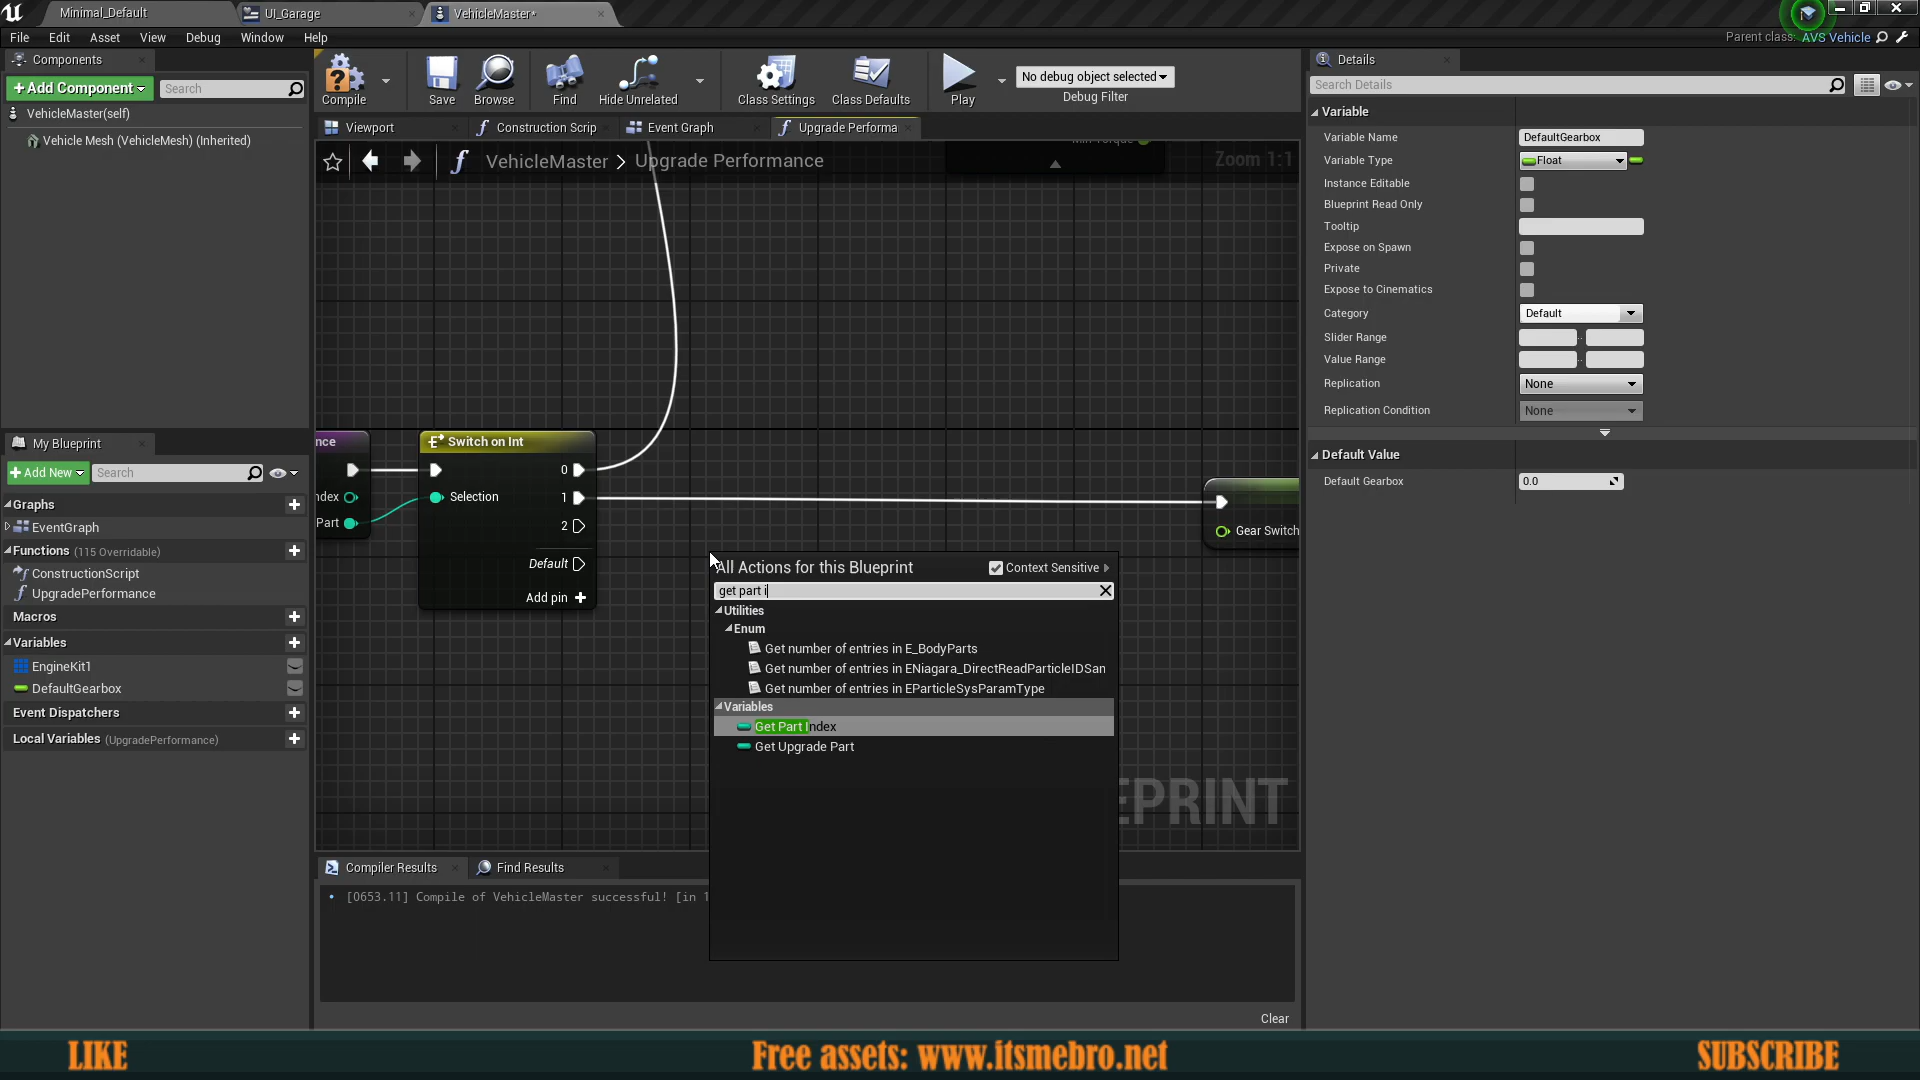 Minimal_Default
UI_Garage
VehicleMaster*
File Edit Asset View Debug Window Help
Parent class: AVS Vehicle
Components
+Add Component
Search
VehicleMaster(self)
Vehicle Mesh (VehicleMesh) (Inherited)
Compile
Save
Browse
Find
Hide Unrelated
Class Settings
Class Defaults
Play
No debug object selected
Debug Filter
Viewport
Construction Scrip
Event Graph
Upgrade Performa
VehicleMaster > Upgrade Performance
Zoom 1:1
nce
ndex
Part
Switch on Int
Selection
0
1
2
Default
Add pin +
Gear Switch
All Actions for this Blueprint
Context Sensitive
get part i
Utilities
Enum
Get number of entries in E_BodyParts
Get number of entries in ENiagara_DirectReadParticleIDSan
Get number of entries in EParticleSysParamType
Variables
Get Part Index
Get Upgrade Part
EPRINT
My Blueprint
+Add New
Search
Graphs
EventGraph
Functions (115 Overridable)
ConstructionScript
UpgradePerformance
Macros
Variables
EngineKit1
DefaultGearbox
Event Dispatchers
Local Variables (UpgradePerformance)
Compiler Results
Find Results
[0653.11] Compile of VehicleMaster successful! [in 1
Clear
Details
Search Details
Variable
Variable Name DefaultGearbox
Variable Type Float
Instance Editable
Blueprint Read Only
Tooltip
Expose on Spawn
Private
Expose to Cinematics
Category Default
Slider Range
Value Range
Replication None
Replication Condition None
Default Value
Default Gearbox 0.0
LIKE
Free assets: www.itsmebro.net
SUBSCRIBE